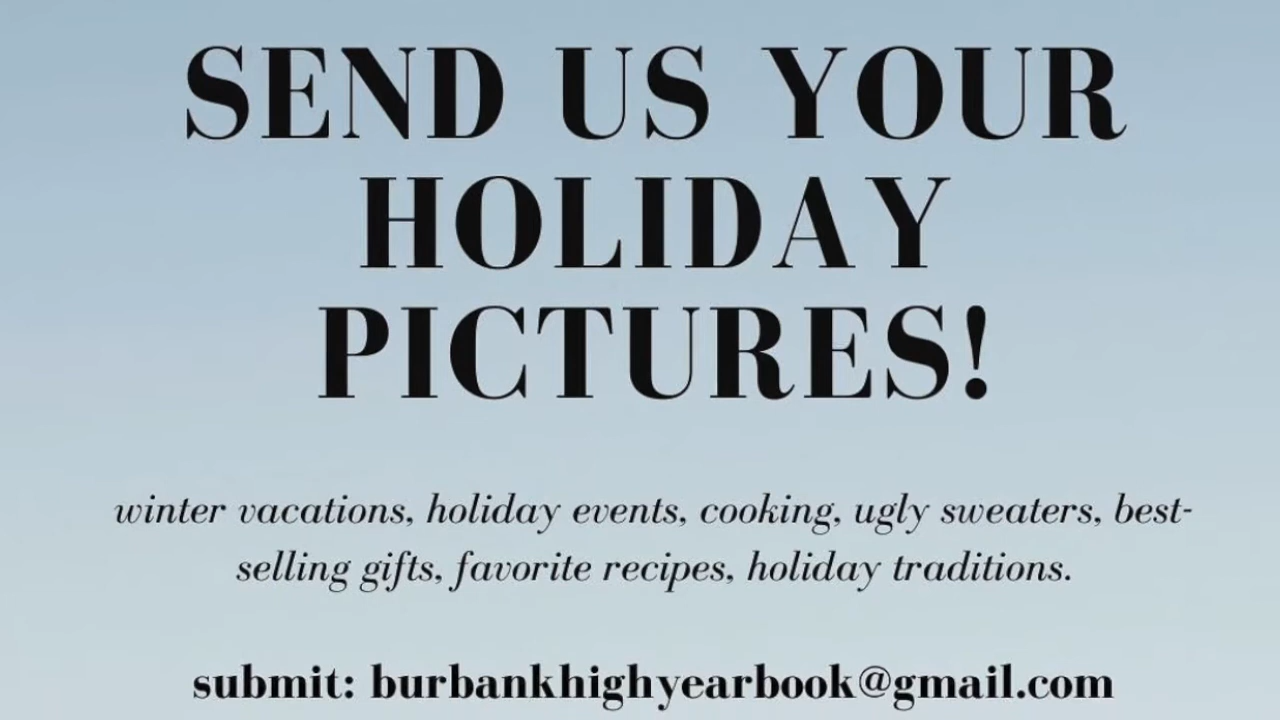 SEND US YOUR
HOLIDAY
PICTURES!
winter vacations, holiday events, cooking, ugly sweaters, best-
selling gifts, favorite recipes, holiday traditions.
submit: burbankhighyearbook@gmail.com